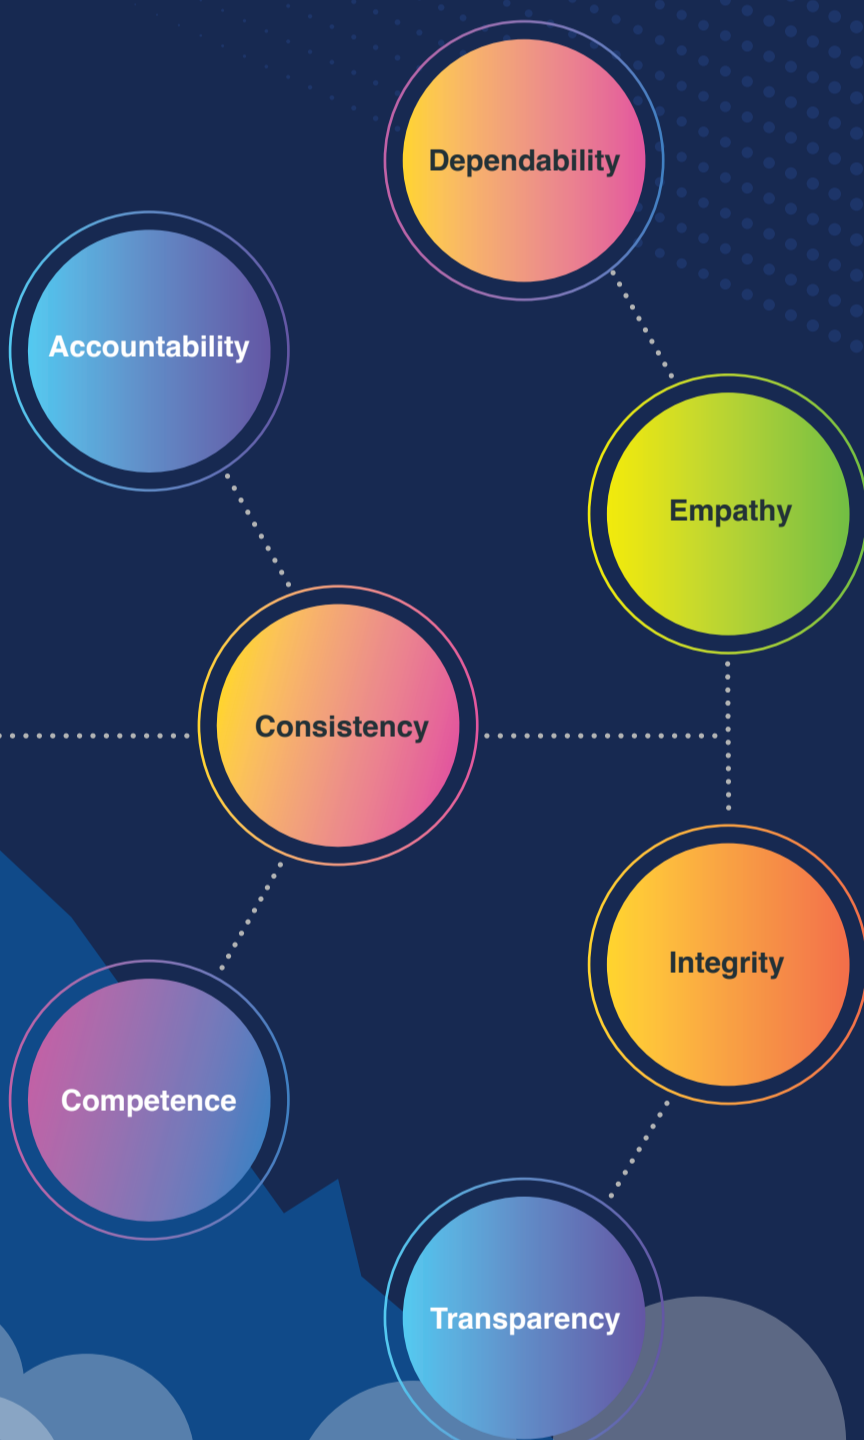 Dependability
Accountability
Empathy
Consistency
Integrity
Competence
Transparency